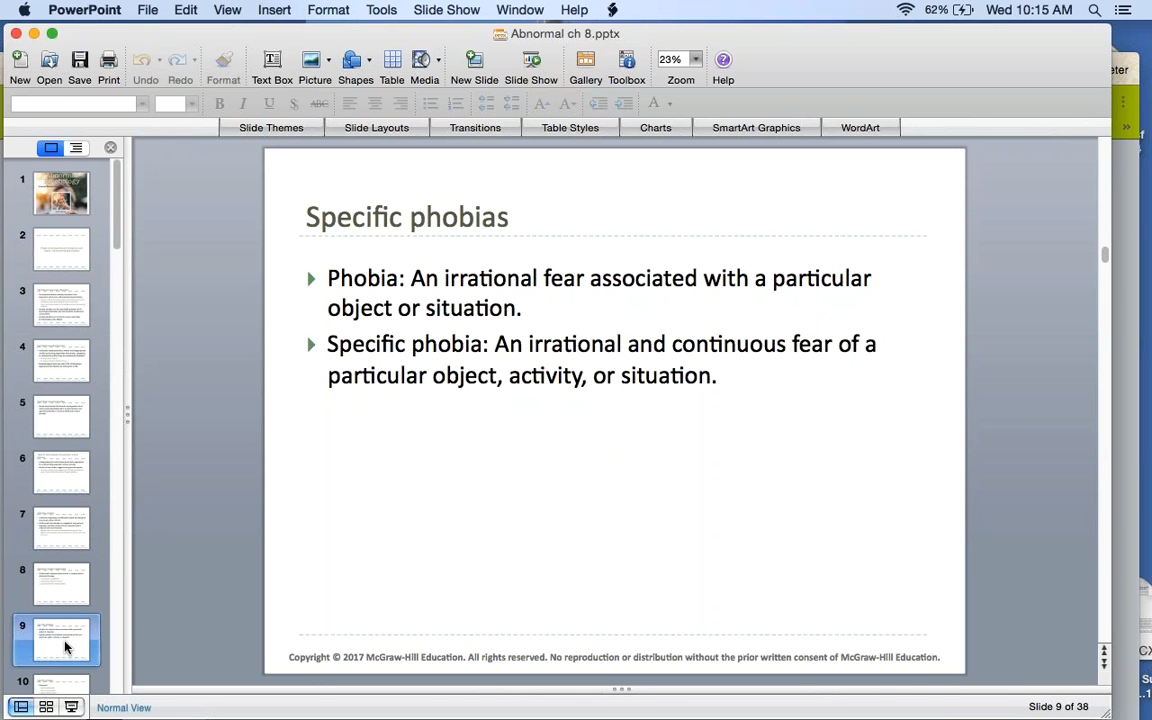 PowerPoint File Edit View Insert Format Tools Slide Show Window Help 62% Wed 10:15 AM
Abnormal ch 8.pptx
New Open Save Print Undo Redo Format Text Box Picture Shapes Table Media New Slide Slide Show Gallery Toolbox 23% Zoom Help
B I U S ABC A A A
Slide Themes Slide Layouts Transitions Table Styles Charts SmartArt Graphics WordArt
1
2
3
4
5
6
7
8
9
10
Specific phobias
Phobia: An irrational fear associated with a particular
object or situation.
Specific phobia: An irrational and continuous fear of a
particular object, activity, or situation.
Copyright © 2017 McGraw-Hill Education. All rights reserved. No reproduction or distribution without the prior written consent of McGraw-Hill Education.
Normal View
Slide 9 of 38
eter